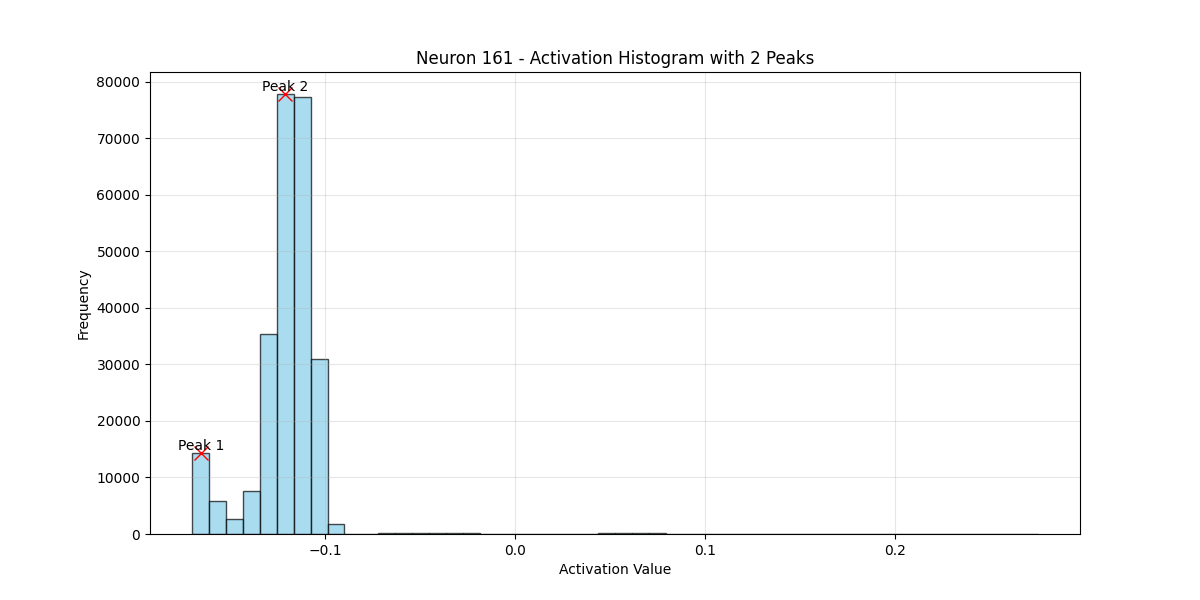 Neuron 161 - Activation Histogram with 2 Peaks
80000
70000
60000
50000
40000
30000
20000
10000
0
Frequency
Peak 2
Peak 1
−0.1
0.0
0.1
0.2
Activation Value